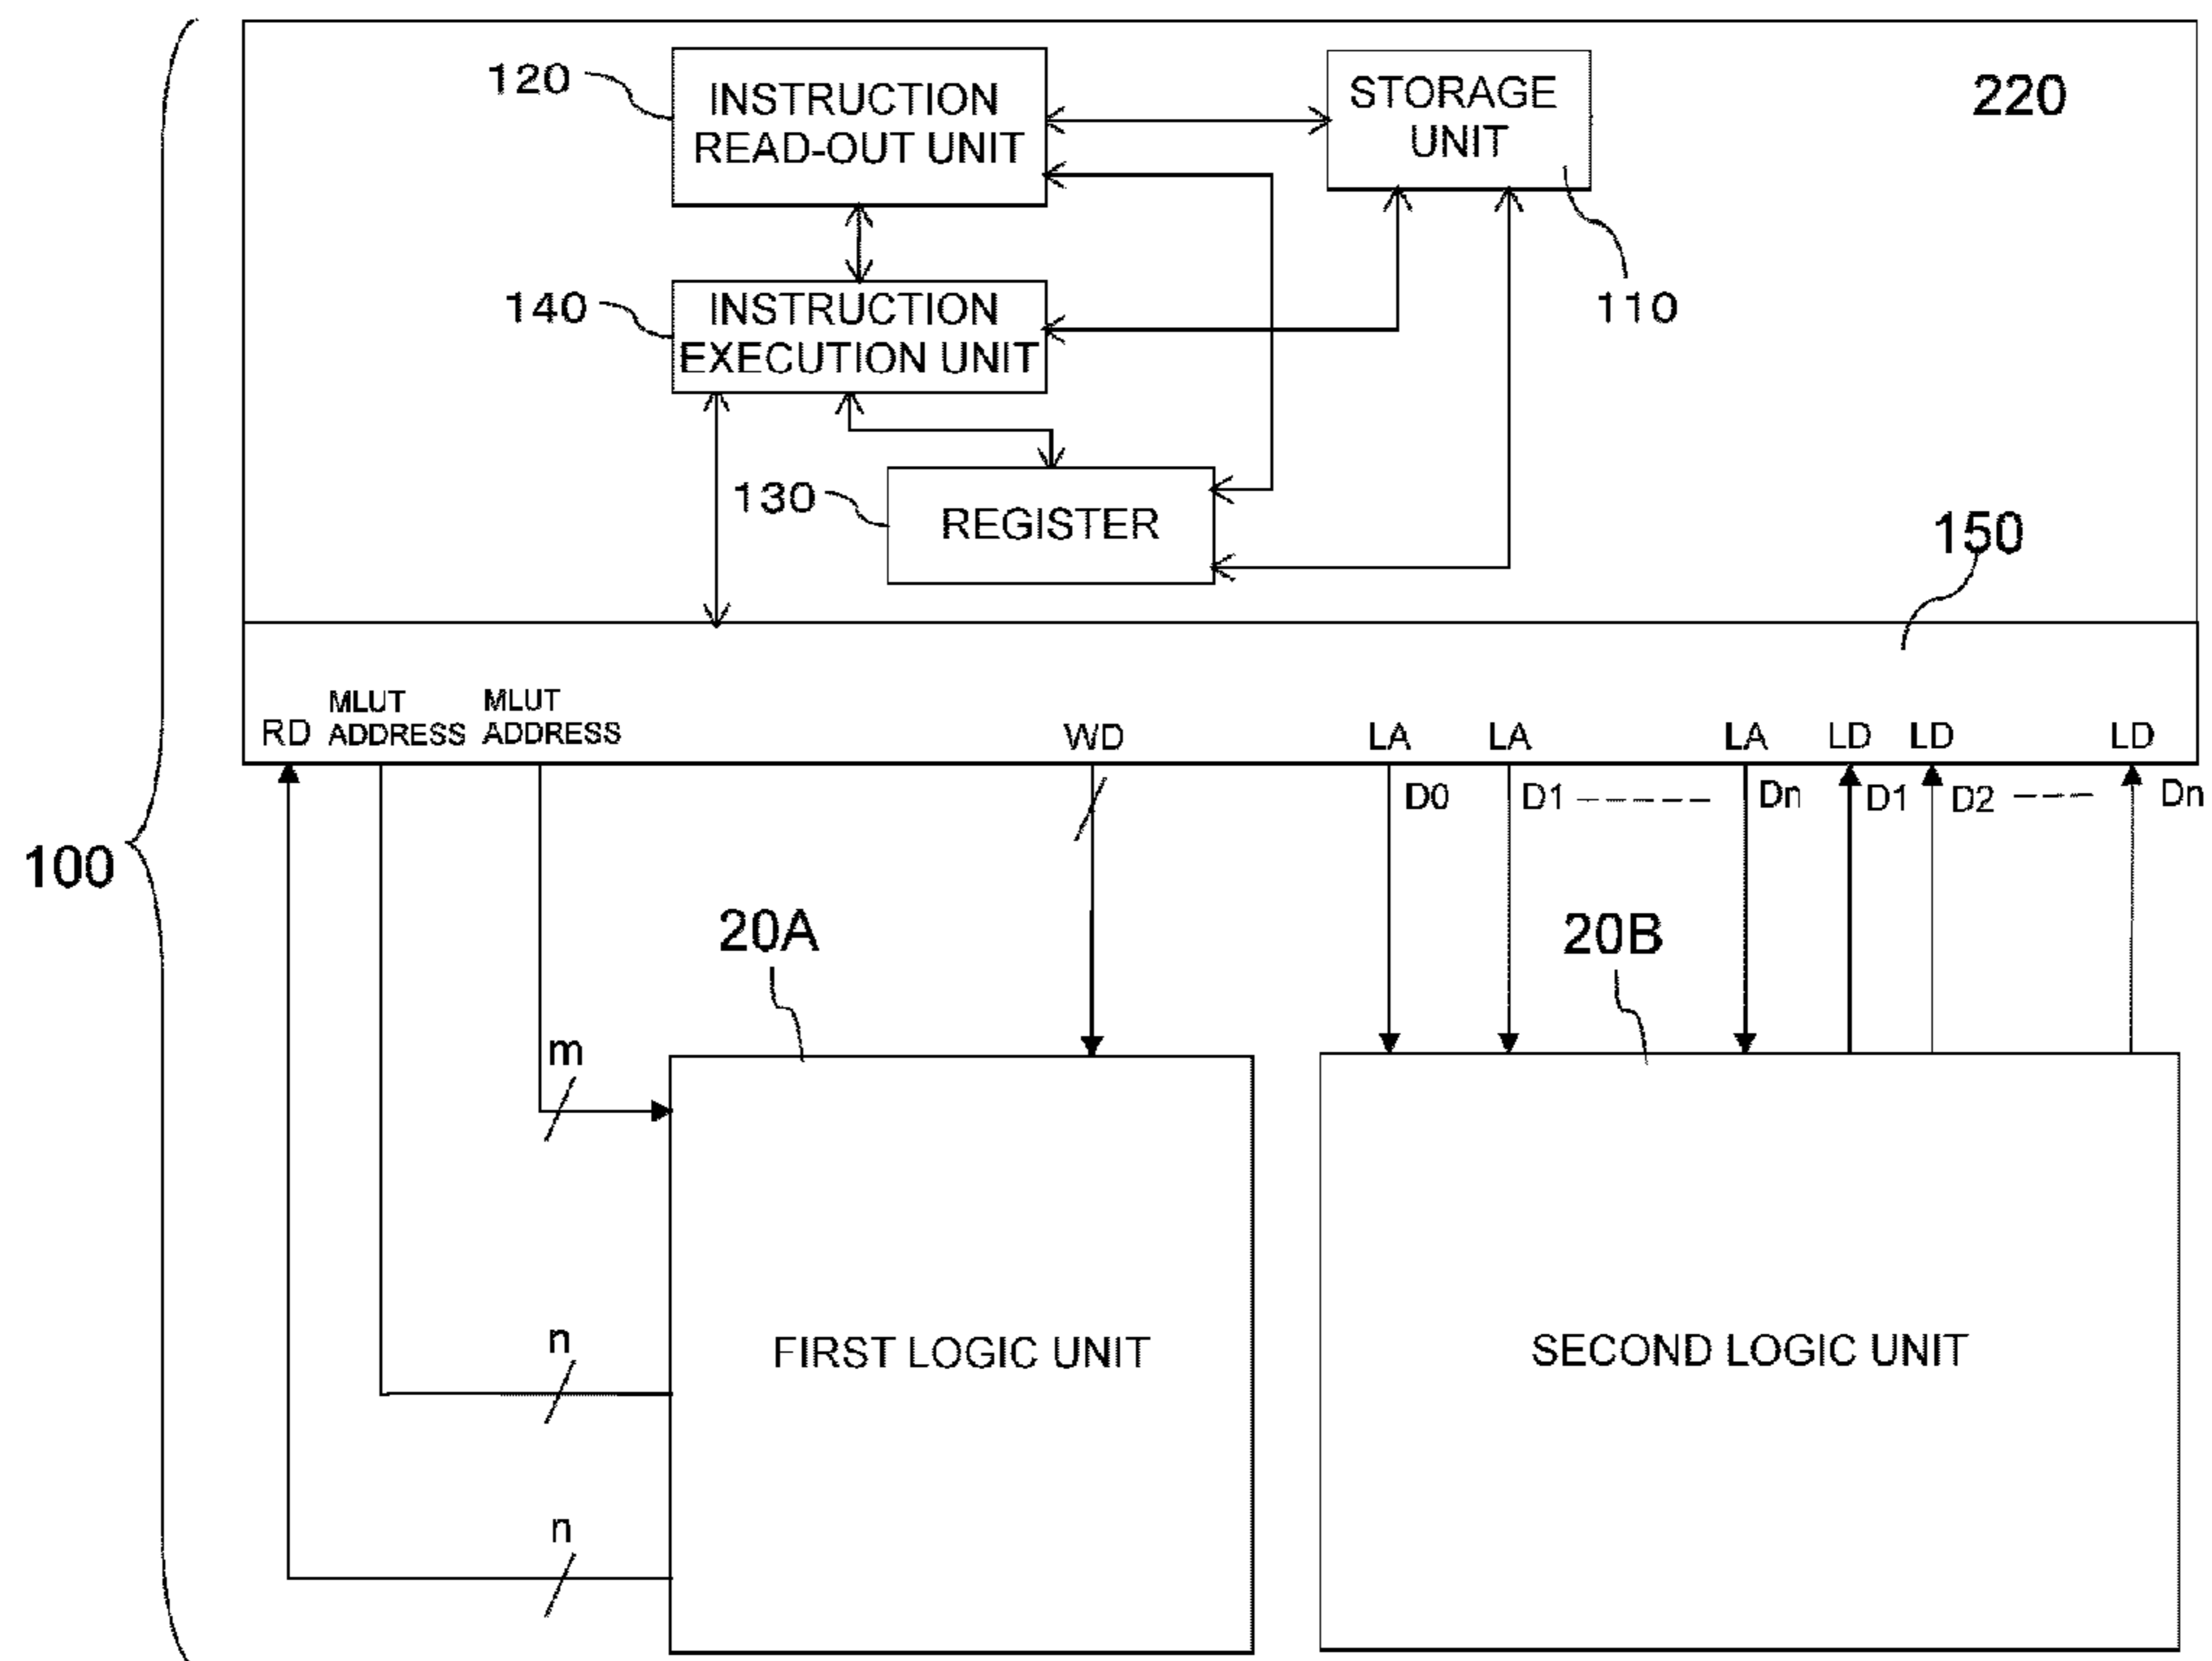 120
INSTRUCTION
READ-OUT UNIT
STORAGE
UNIT
220
140
INSTRUCTION
EXECUTION UNIT
110
130
REGISTER
150
RD
MLUT
ADDRESS
MLUT
ADDRESS
WD
LA
LA
LA
LD
LD
LD
D0
D1
Dn
D1
D2
Dn
100
20A
20B
m
n
FIRST LOGIC UNIT
SECOND LOGIC UNIT
n